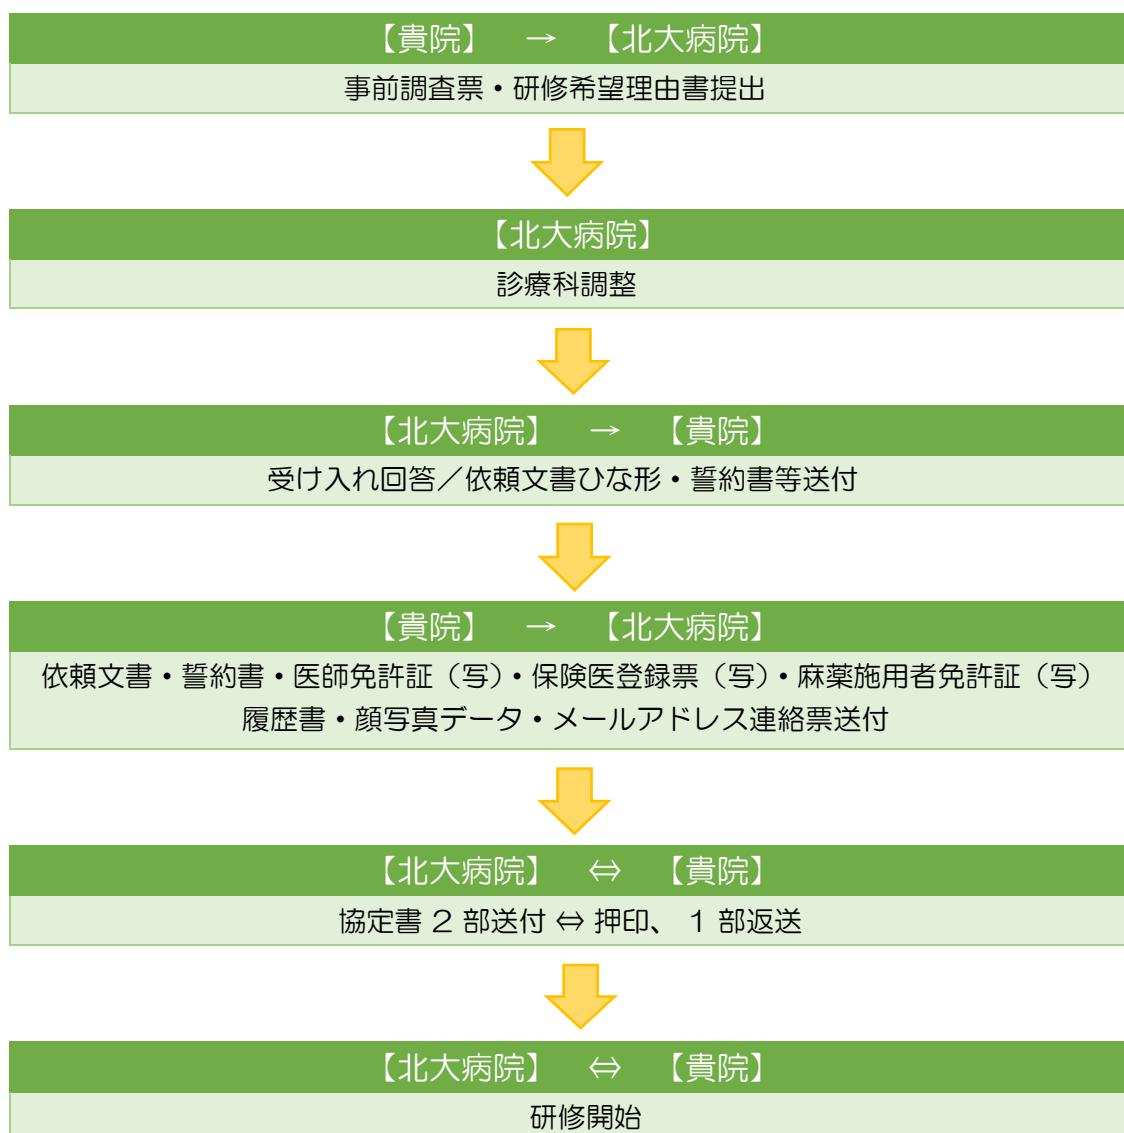 【貴院】 → 【北大病院】
事前調査票・研修希望理由書提出
【北大病院】
診療科調整
【北大病院】 → 【貴院】
受け入れ回答／依頼文書ひな形・誓約書等送付
【貴院】 → 【北大病院】
依頼文書・誓約書・医師免許証（写）・保険医登録票（写）・麻薬施用者免許証（写）
履歴書・顔写真データ・メールアドレス連絡票送付
【北大病院】 ⇔ 【貴院】
協定書 2 部送付 ⇔ 押印、 1 部返送
【北大病院】 ⇔ 【貴院】
研修開始